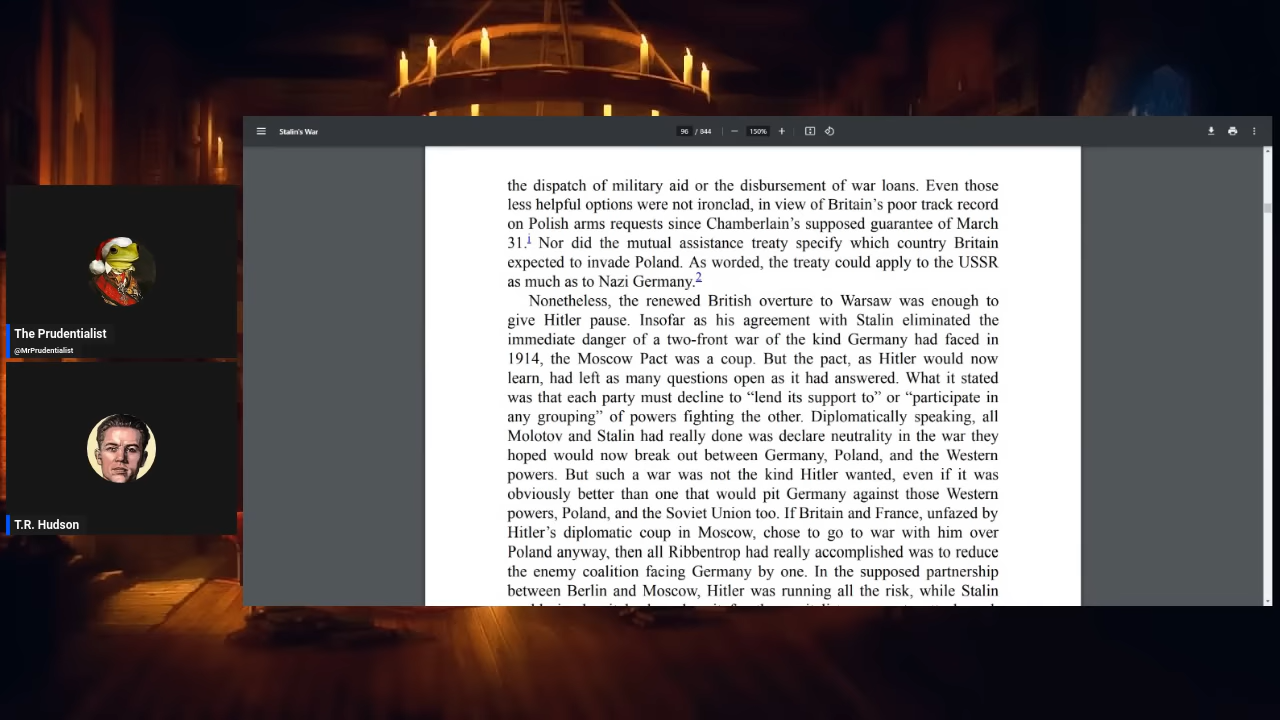 Stalin's War
96 / 844
150%
the dispatch of military aid or the disbursement of war loans. Even those
less helpful options were not ironclad, in view of Britain’s poor track record
on Polish arms requests since Chamberlain’s supposed guarantee of March
31.i Nor did the mutual assistance treaty specify which country Britain
expected to invade Poland. As worded, the treaty could apply to the USSR
as much as to Nazi Germany.2
Nonetheless, the renewed British overture to Warsaw was enough to
give Hitler pause. Insofar as his agreement with Stalin eliminated the
immediate danger of a two-front war of the kind Germany had faced in
1914, the Moscow Pact was a coup. But the pact, as Hitler would now
learn, had left as many questions open as it had answered. What it stated
was that each party must decline to “lend its support to” or “participate in
any grouping” of powers fighting the other. Diplomatically speaking, all
Molotov and Stalin had really done was declare neutrality in the war they
hoped would now break out between Germany, Poland, and the Western
powers. But such a war was not the kind Hitler wanted, even if it was
obviously better than one that would pit Germany against those Western
powers, Poland, and the Soviet Union too. If Britain and France, unfazed by
Hitler’s diplomatic coup in Moscow, chose to go to war with him over
Poland anyway, then all Ribbentrop had really accomplished was to reduce
the enemy coalition facing Germany by one. In the supposed partnership
between Berlin and Moscow, Hitler was running all the risk, while Stalin
The Prudentialist
@MrPrudentialist
T.R. Hudson